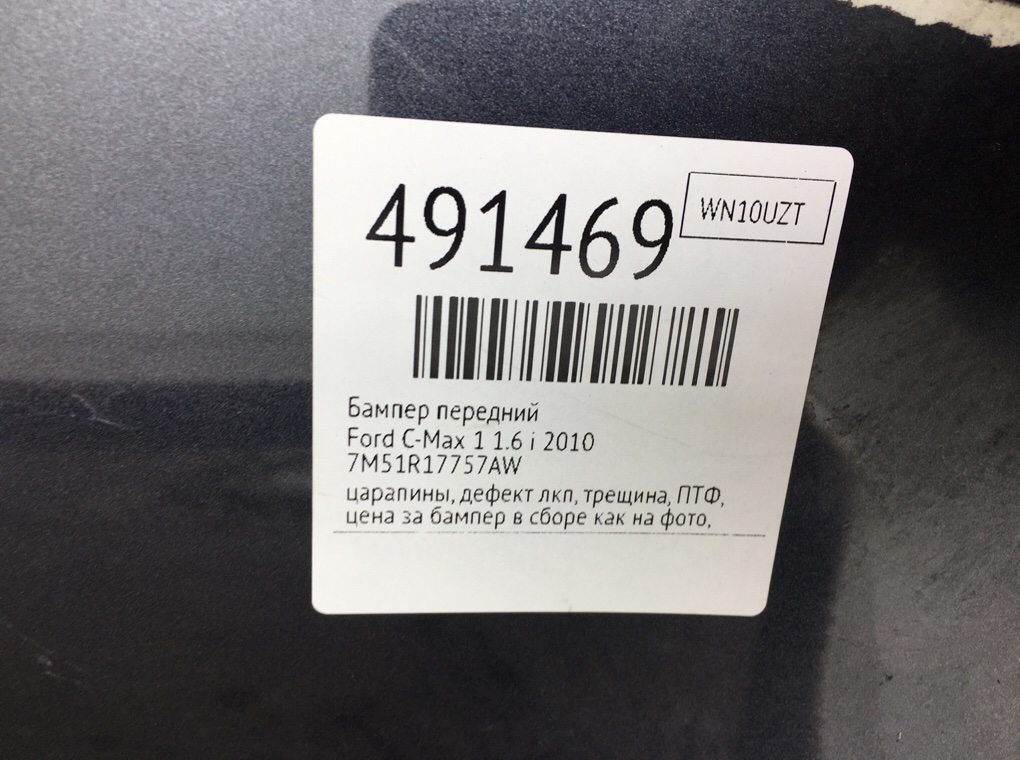 491469
WN10UZT
Бампер передний
Ford C-Max 1 1.6 i 2010
7M51R17757AW
царапины, дефект лкп, трещина, ПТФ,
цена за бампер в сборе как на фото,